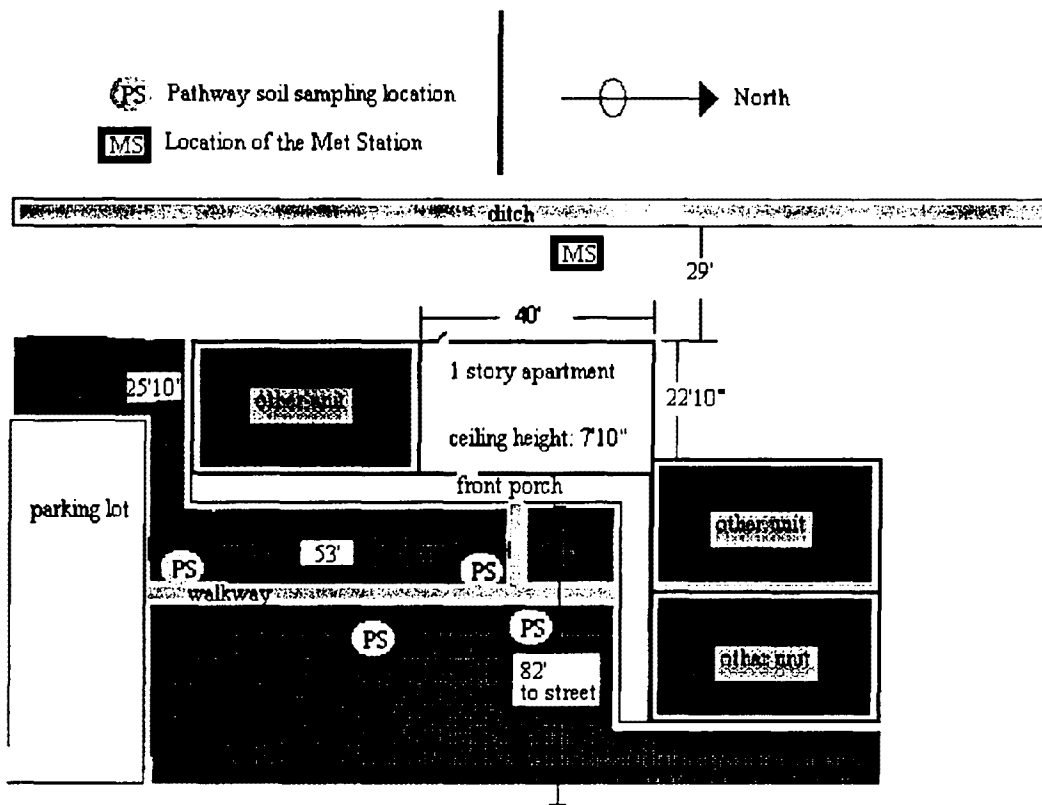 PS Pathway soil sampling location
North
MS Location of the Met Station
ditch
MS
29'
40'
1 story apartment
25'10"
other unit
22'10"
ceiling height: 7'10"
front porch
parking lot
other unit
53'
PS
PS
walkway
PS
PS
other unit
82'
to street